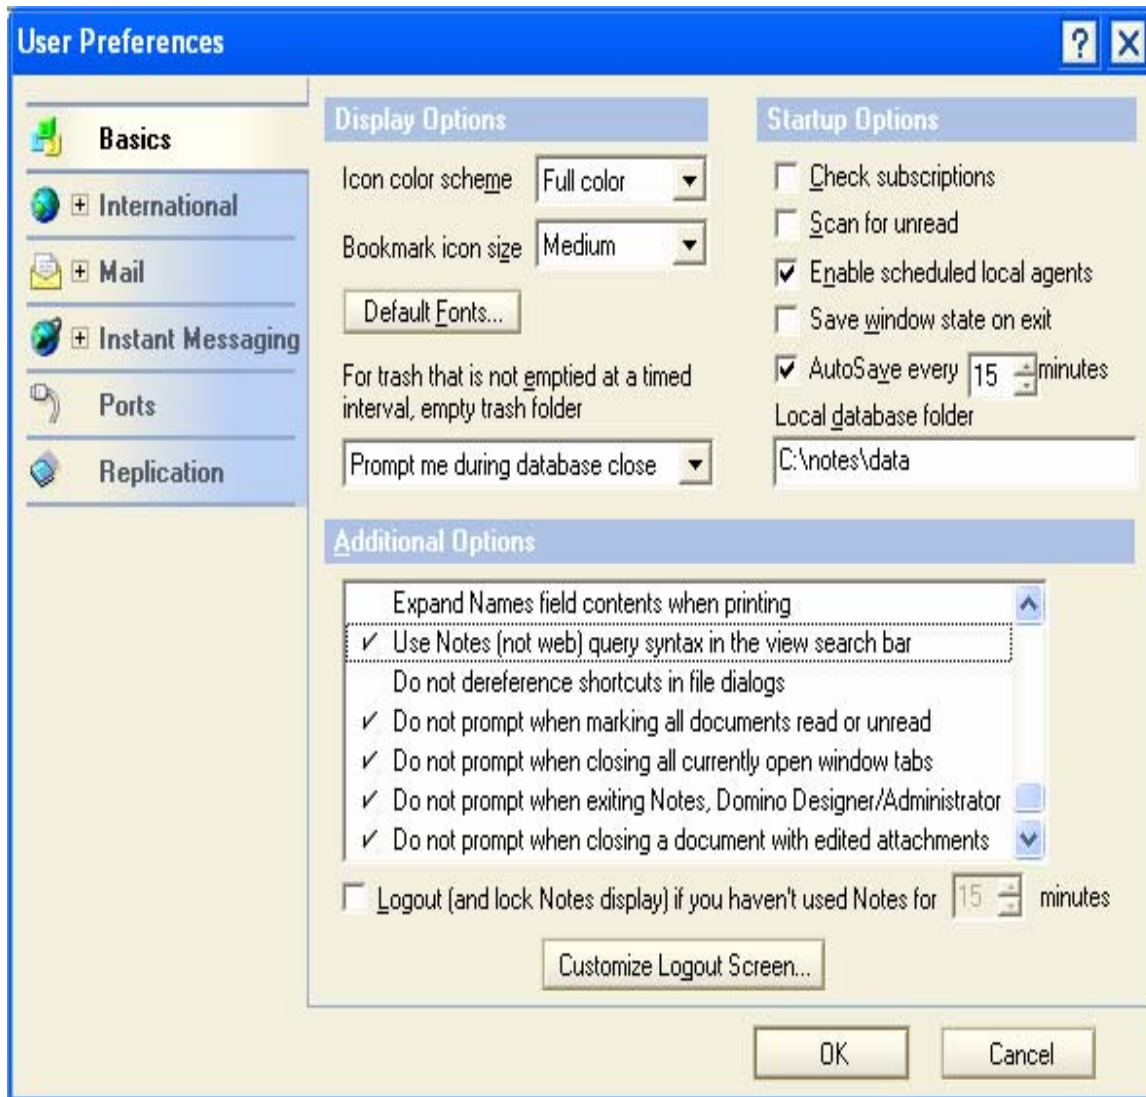 User Preferences
Basics
International
Mail
Instant Messaging
Ports
Replication
Display Options
Icon color scheme Full color
Bookmark icon size Medium
Default Fonts...
For trash that is not emptied at a timed
interval, empty trash folder
Prompt me during database close
Startup Options
Check subscriptions
Scan for unread
Enable scheduled local agents
Save window state on exit
AutoSave every 15 minutes
Local database folder
C:\notes\data
Additional Options
Expand Names field contents when printing
Use Notes (not web) query syntax in the view search bar
Do not dereference shortcuts in file dialogs
Do not prompt when marking all documents read or unread
Do not prompt when closing all currently open window tabs
Do not prompt when exiting Notes, Domino Designer/Administrator
Do not prompt when closing a document with edited attachments
Logout (and lock Notes display) if you haven't used Notes for 15 minutes
Customize Logout Screen...
OK
Cancel